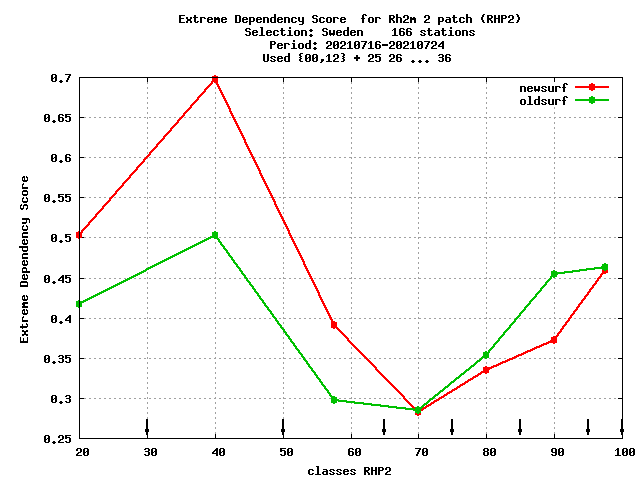 Extreme Dependency Score  for Rh2m 2 patch (RHP2)
Selection: Sweden    166 stations
Period: 20210716-20210724
Used {00,12} + 25 26 ... 36
newsurf
oldsurf
0.7
0.65
0.6
0.55
0.5
0.45
0.4
0.35
0.3
0.25
Extreme Dependency Score
20 30 40 50 60 70 80 90 100
classes RHP2